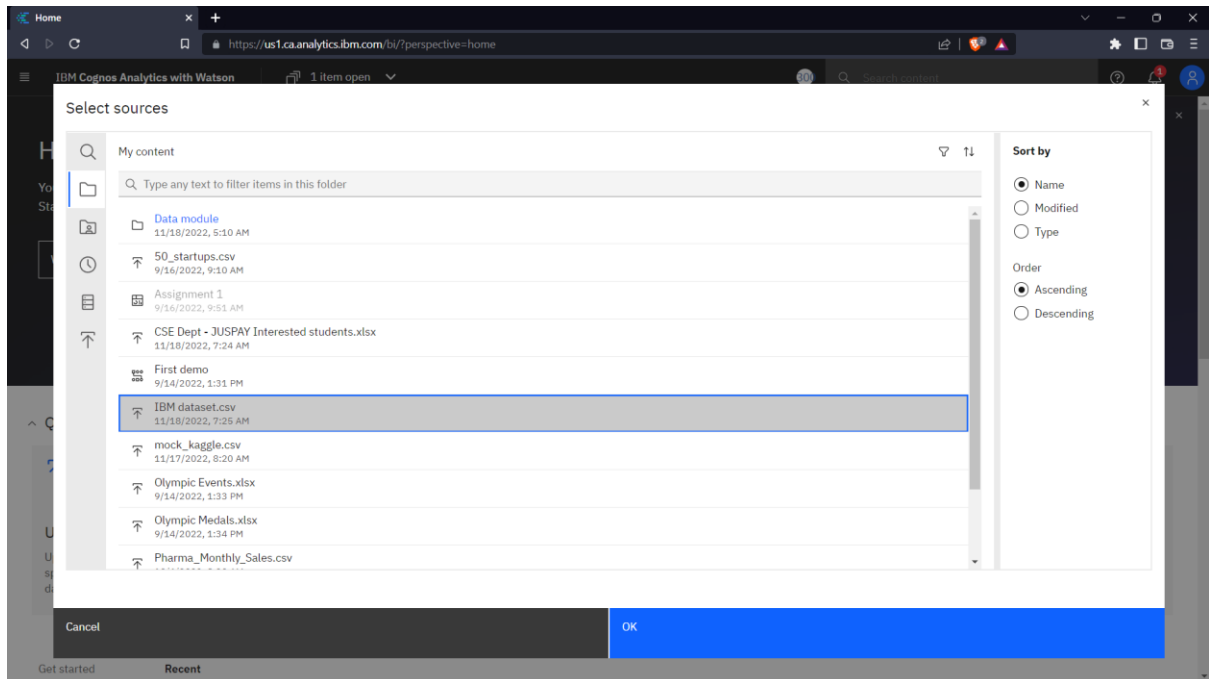 Home
https://us1.ca.analytics.ibm.com/bi/?perspective=home
IBM Cognos Analytics with Watson
1 item open
Search content
Select sources
My content
Type any text to filter items in this folder
Data module
11/18/2022, 5:10 AM
50_startups.csv
9/16/2022, 9:10 AM
Assignment 1
9/16/2022, 9:51 AM
CSE Dept - JUSPAY Interested students.xlsx
11/18/2022, 7:24 AM
First demo
9/14/2022, 1:31 PM
IBM dataset.csv
11/18/2022, 7:25 AM
mock_kaggle.csv
11/17/2022, 8:20 AM
Olympic Events.xlsx
9/14/2022, 1:33 PM
Olympic Medals.xlsx
9/14/2022, 1:34 PM
Pharma_Monthly_Sales.csv
Sort by
Name
Modified
Type
Order
Ascending
Descending
Cancel
OK
Get started
Recent